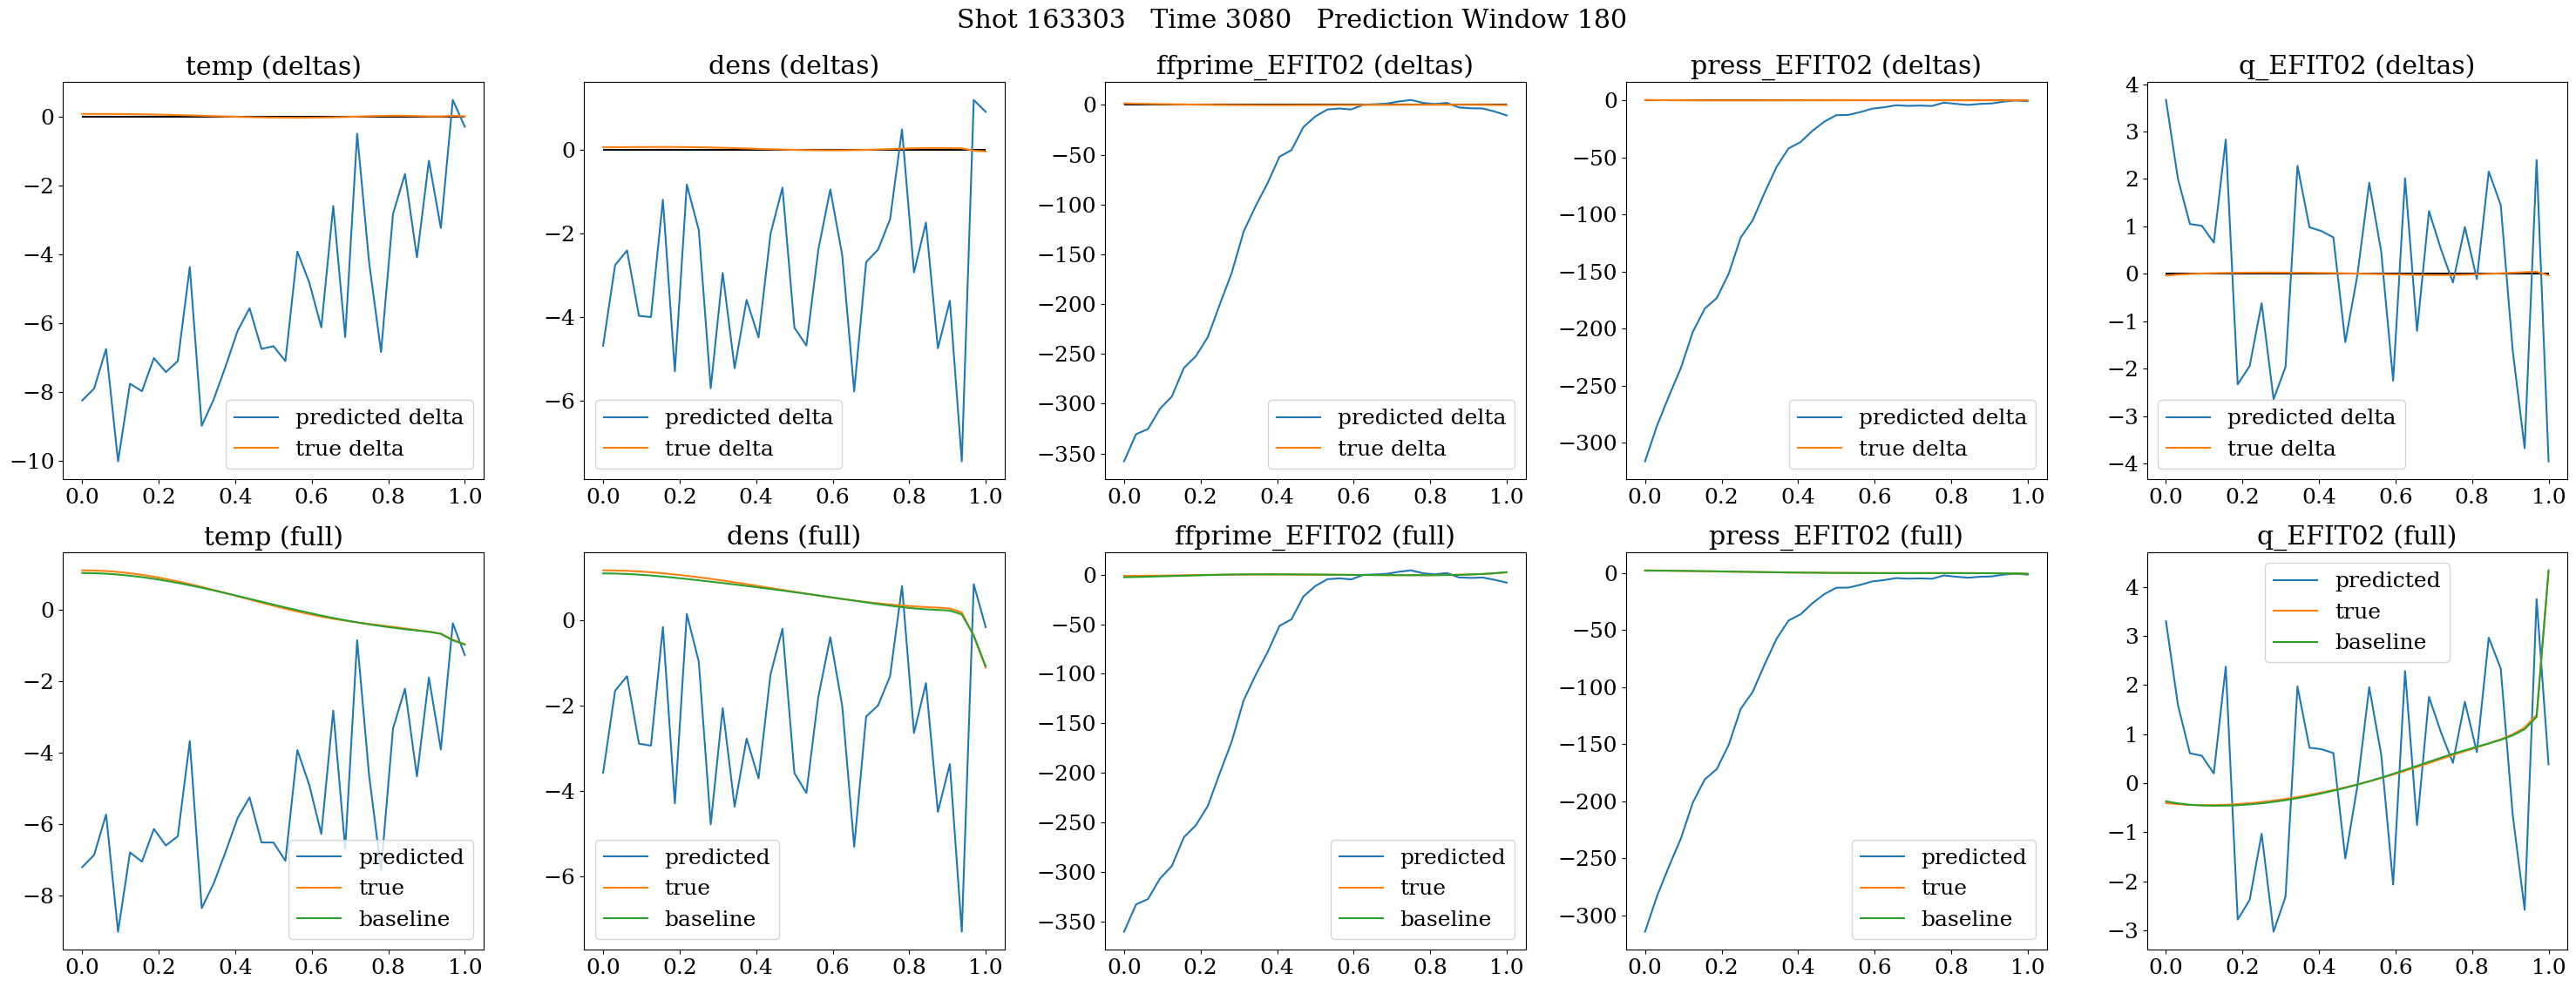 Shot 163303   Time 3080   Prediction Window 180
temp (deltas)
0
−2
−4
−6
−8
−10
0.0 0.2 0.4 0.6 0.8 1.0
predicted delta
true delta
dens (deltas)
0
−2
−4
−6
0.0 0.2 0.4 0.6 0.8 1.0
predicted delta
true delta
ffprime_EFIT02 (deltas)
0
−50
−100
−150
−200
−250
−300
−350
0.0 0.2 0.4 0.6 0.8 1.0
predicted delta
true delta
press_EFIT02 (deltas)
0
−50
−100
−150
−200
−250
−300
0.0 0.2 0.4 0.6 0.8 1.0
predicted delta
true delta
q_EFIT02 (deltas)
4
3
2
1
0
−1
−2
−3
−4
0.0 0.2 0.4 0.6 0.8 1.0
predicted delta
true delta
temp (full)
0
−2
−4
−6
−8
0.0 0.2 0.4 0.6 0.8 1.0
predicted
true
baseline
dens (full)
0
−2
−4
−6
0.0 0.2 0.4 0.6 0.8 1.0
predicted
true
baseline
ffprime_EFIT02 (full)
0
−50
−100
−150
−200
−250
−300
−350
0.0 0.2 0.4 0.6 0.8 1.0
predicted
true
baseline
press_EFIT02 (full)
0
−50
−100
−150
−200
−250
−300
0.0 0.2 0.4 0.6 0.8 1.0
predicted
true
baseline
q_EFIT02 (full)
4
3
2
1
0
−1
−2
−3
0.0 0.2 0.4 0.6 0.8 1.0
predicted
true
baseline